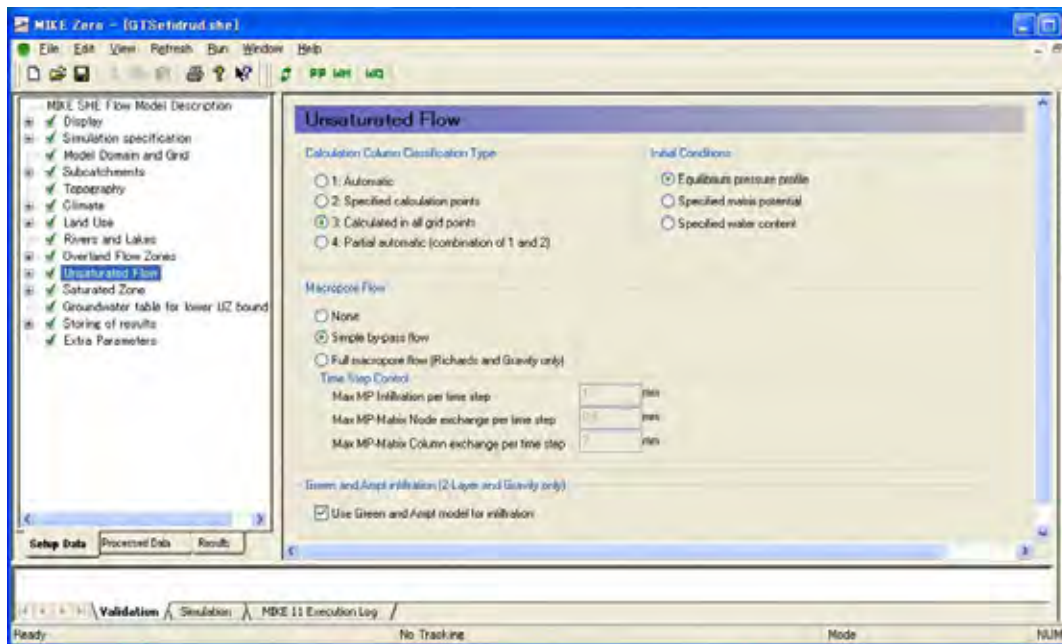 MIKE Zero - [GTSefidrud.she]
File Edit View Refresh Run Window Help
PP WM WQ
MIKE SHE Flow Model Description
Display
Simulation specification
Model Domain and Grid
Subcatchments
Topography
Climate
Land Use
Rivers and Lakes
Overland Flow Zones
Unsaturated Flow
Saturated Zone
Groundwater table for lower UZ bound
Storing of results
Extra Parameters
Setup Data Processed Data Results
Unsaturated Flow
Calculation Column Classification Type
1: Automatic
2: Specified calculation points
3: Calculated in all grid points
4: Partial automatic (combination of 1 and 2)
Initial Conditions
Equilibrium pressure profile
Specified matrix potential
Specified water content
Macropore Flow
None
Simple by-pass flow
Full macropore flow (Richards and Gravity only)
Time Step Control
Max MP Infiltration per time step mm
Max MP-Matrix Node exchange per time step mm
Max MP-Matrix Column exchange per time step mm
Green and Ampt infiltration (2-Layer and Gravity only)
Use Green and Ampt model for infiltration
Validation Simulation MIKE 11 Execution Log
Ready No Tracking Mode NUM